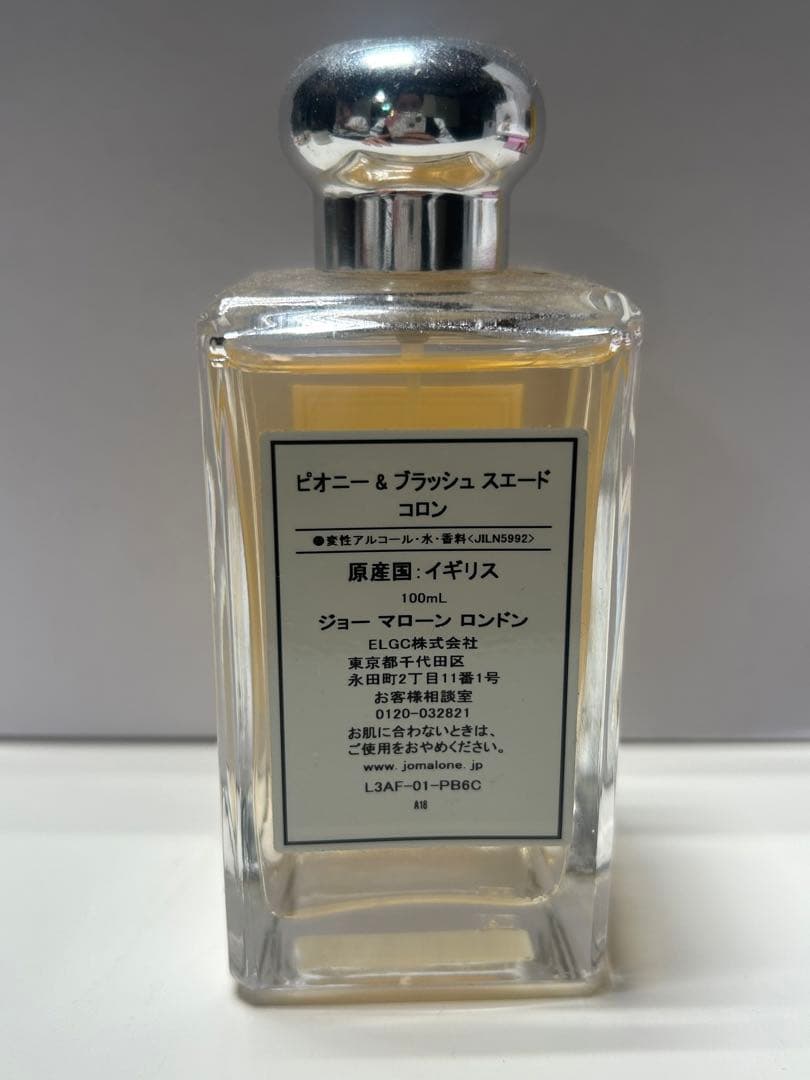 ピオニー & ブラッシュ スエード
コロン
●変性アルコール・水・香料<JILN5992>
原産国:イギリス
100mL
ジョー マローン ロンドン
ELGC株式会社
東京都千代田区
永田町2丁目11番1号
お客様相談室
0120-032821
お肌に合わないときは、
ご使用をおやめください。
www.jomalone.jp
L3AF-01-PB6C
A16